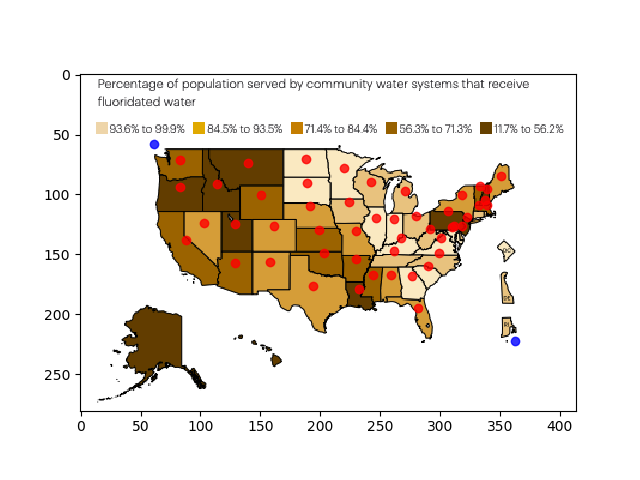 Percentage of population served by community water systems that receive
fluoridated water
93.6% to 99.9% 84.5% to 93.5% 71.4% to 84.4% 56.3% to 71.3% 11.7% to 56.2%
0
50
100
150
200
250
0 50 100 150 200 250 300 350 400